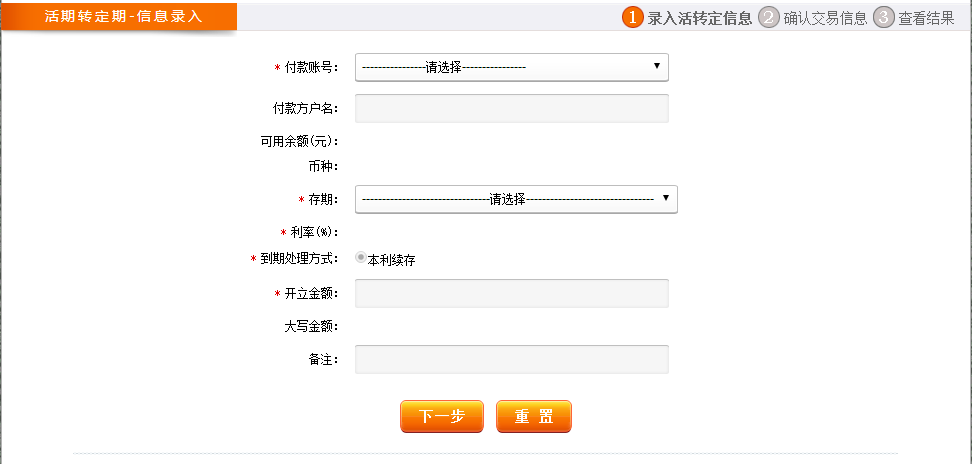 活期转定期-信息录入
1 录入活转定信息 2 确认交易信息 3 查看结果
* 付款账号: ----------------请选择----------------
付款方户名:
可用余额(元):
币种:
* 存期: --------------------------------请选择--------------------------------
* 利率(%):
* 到期处理方式: 本利续存
* 开立金额:
大写金额:
备注:
下一步 重 置